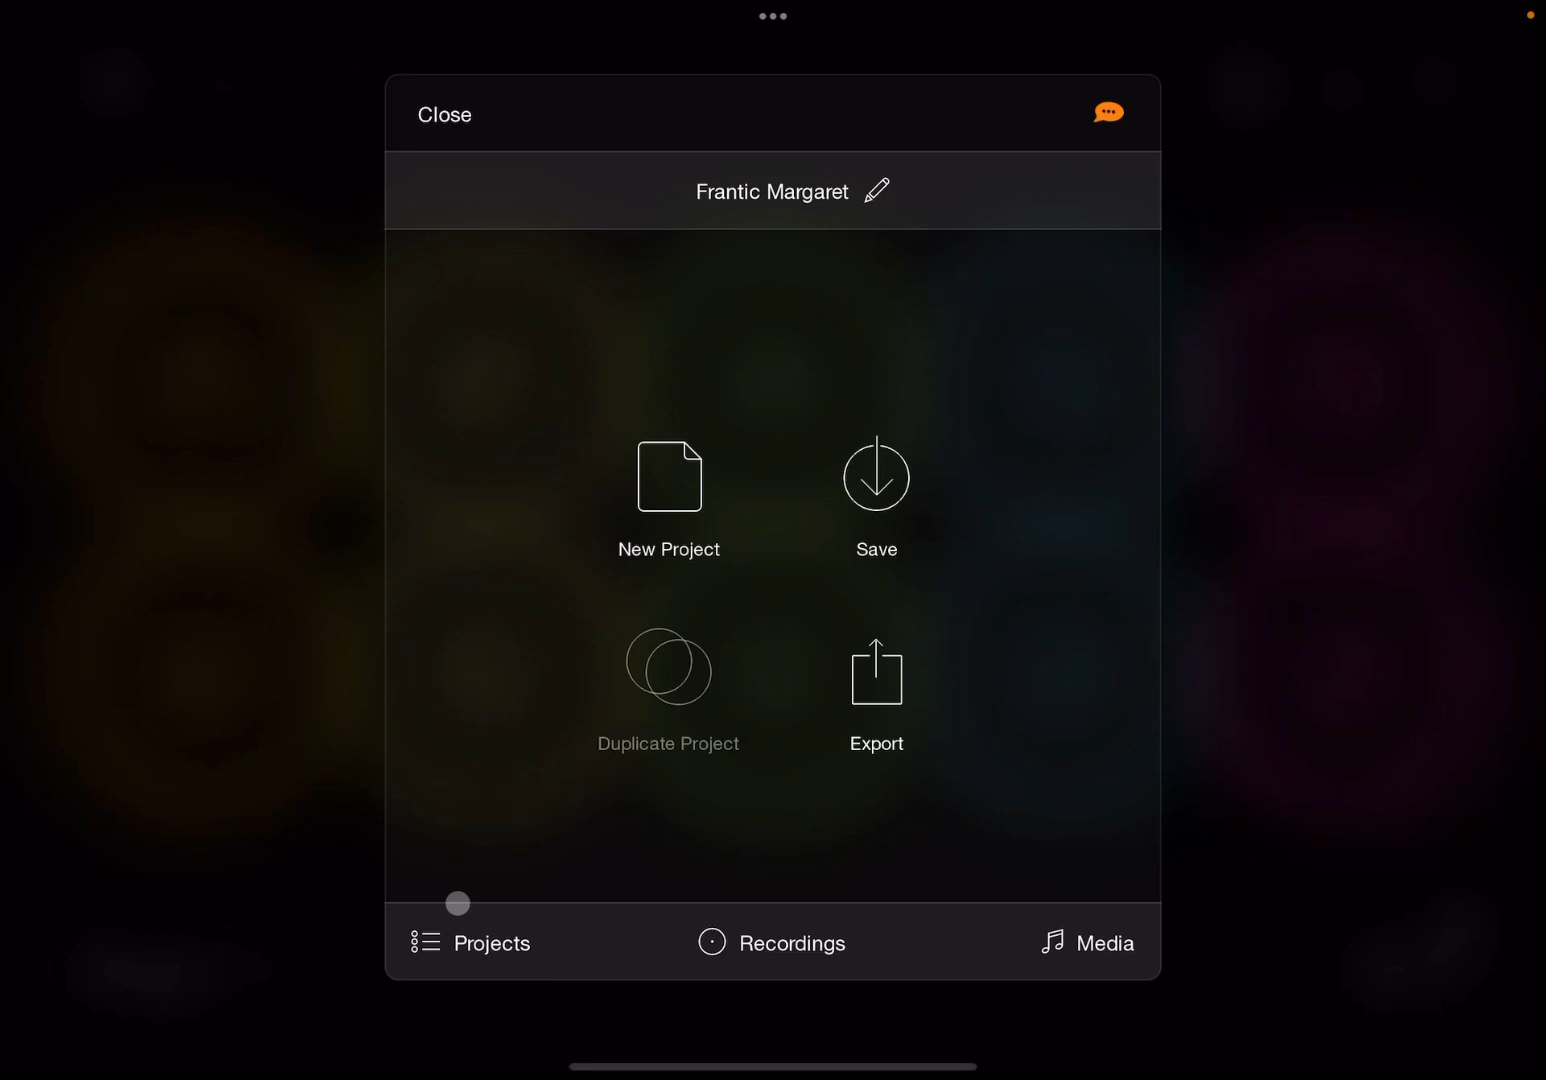 Close
Frantic Margaret
New Project
Save
Duplicate Project
Export
Projects
Recordings
Media